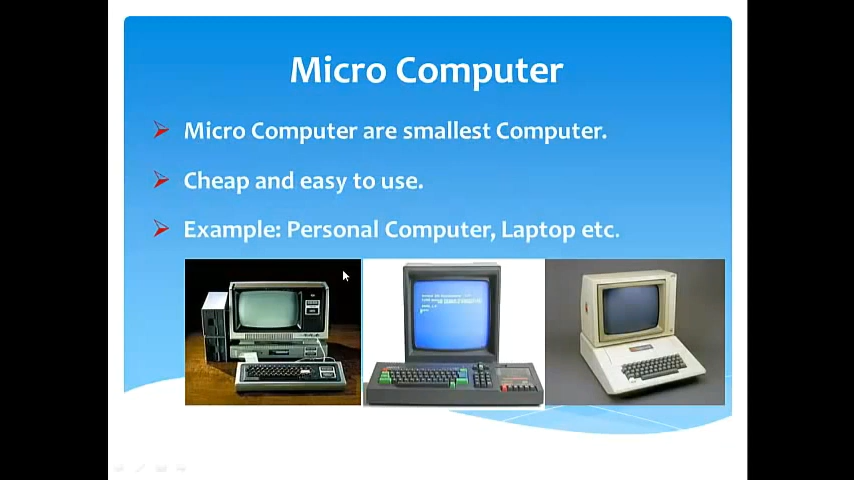 Micro Computer
Micro Computer are smallest Computer.
Cheap and easy to use.
Example: Personal Computer, Laptop etc.